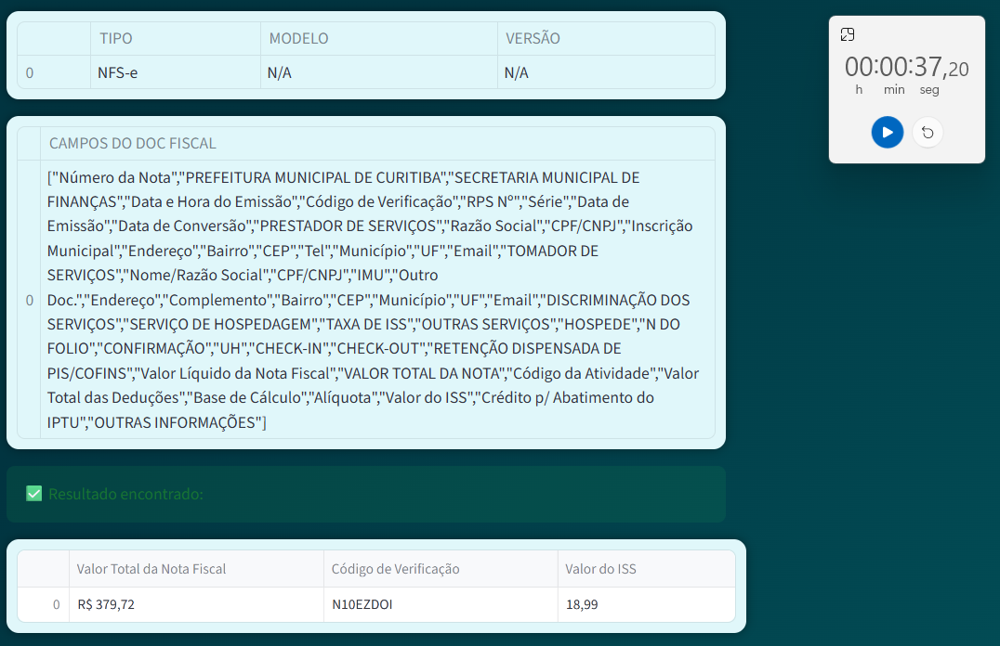 TIPO MODELO VERSÃO
0 NFS-e N/A N/A
CAMPOS DO DOC FISCAL
["Número da Nota","PREFEITURA MUNICIPAL DE CURITIBA","SECRETARIA MUNICIPAL DE
FINANÇAS","Data e Hora do Emissão","Código de Verificação","RPS Nº","Série","Data de
Emissão","Data de Conversão","PRESTADOR DE SERVIÇOS","Razão Social","CPF/CNPJ","Inscrição
Municipal","Endereço","Bairro","CEP","Tel","Município","UF","Email","TOMADOR DE
SERVIÇOS","Nome/Razão Social","CPF/CNPJ","IMU","Outro
0 Doc.","Endereço","Complemento","Bairro","CEP","Município","UF","Email","DISCRIMINAÇÃO DOS
SERVIÇOS","SERVIÇO DE HOSPEDAGEM","TAXA DE ISS","OUTRAS SERVIÇOS","HOSPEDE","N DO
FOLIO","CONFIRMAÇÃO","UH","CHECK-IN","CHECK-OUT","RETENÇÃO DISPENSADA DE
PIS/COFINS","Valor Líquido da Nota Fiscal","VALOR TOTAL DA NOTA","Código da Atividade","Valor
Total das Deduções","Base de Cálculo","Alíquota","Valor do ISS","Crédito p/ Abatimento do
IPTU","OUTRAS INFORMAÇÕES"]
Resultado encontrado:
Valor Total da Nota Fiscal Código de Verificação Valor do ISS
0 R$ 379,72 N10EZDOI 18,99
00:00:37,20
h min seg